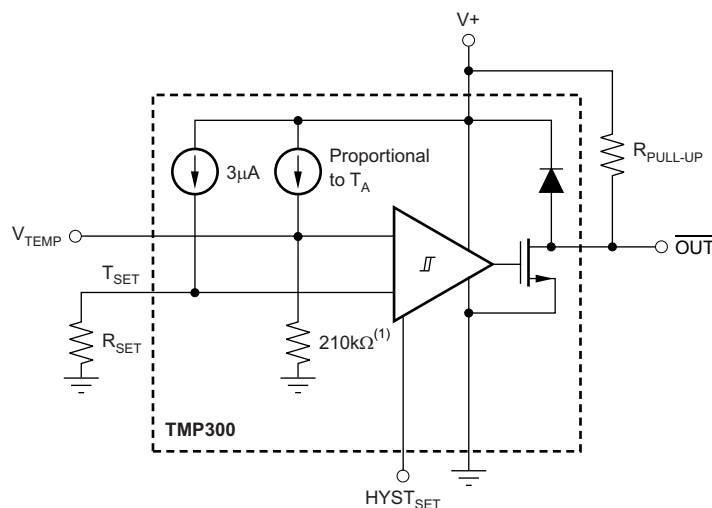 V+
3μA
Proportional
to T_A
R_PULL-UP
V_TEMP
OUT
T_SET
R_SET
210kΩ(1)
TMP300
HYST_SET